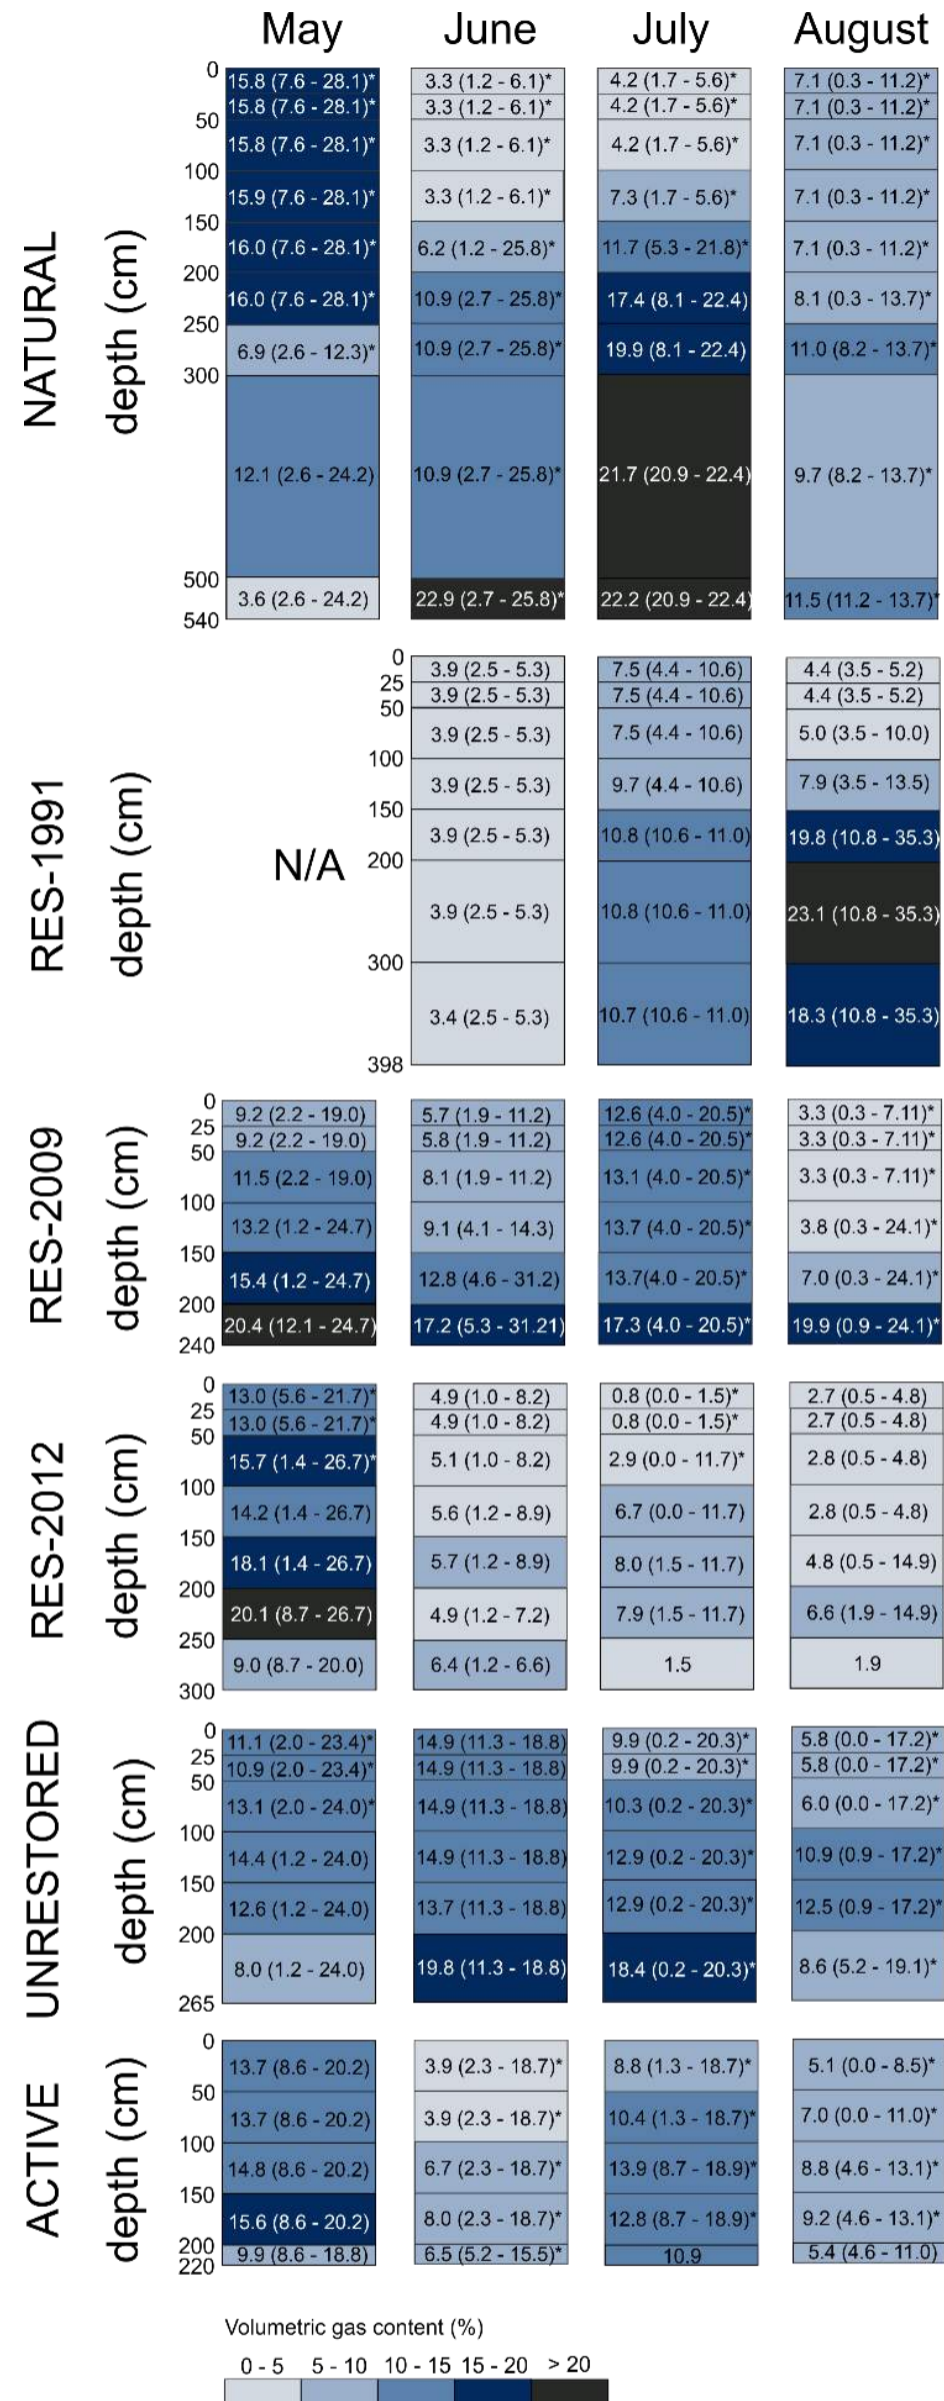 May June July August
NATURAL
depth (cm)
0
50
100
150
200
250
300
500
540
15.8 (7.6 - 28.1)* 3.3 (1.2 - 6.1)* 4.2 (1.7 - 5.6)* 7.1 (0.3 - 11.2)*
15.8 (7.6 - 28.1)* 3.3 (1.2 - 6.1)* 4.2 (1.7 - 5.6)* 7.1 (0.3 - 11.2)*
15.8 (7.6 - 28.1)* 3.3 (1.2 - 6.1)* 4.2 (1.7 - 5.6)* 7.1 (0.3 - 11.2)*
15.9 (7.6 - 28.1)* 3.3 (1.2 - 6.1)* 7.3 (1.7 - 5.6)* 7.1 (0.3 - 11.2)*
16.0 (7.6 - 28.1)* 6.2 (1.2 - 25.8)* 11.7 (5.3 - 21.8)* 7.1 (0.3 - 11.2)*
16.0 (7.6 - 28.1)* 10.9 (2.7 - 25.8)* 17.4 (8.1 - 22.4) 8.1 (0.3 - 13.7)*
6.9 (2.6 - 12.3)* 10.9 (2.7 - 25.8)* 19.9 (8.1 - 22.4) 11.0 (8.2 - 13.7)*
12.1 (2.6 - 24.2) 10.9 (2.7 - 25.8)* 21.7 (20.9 - 22.4) 9.7 (8.2 - 13.7)*
3.6 (2.6 - 24.2) 22.9 (2.7 - 25.8)* 22.2 (20.9 - 22.4) 11.5 (11.2 - 13.7)*
RES-1991
depth (cm)
N/A
0
25
50
100
150
200
300
398
3.9 (2.5 - 5.3) 7.5 (4.4 - 10.6) 4.4 (3.5 - 5.2)
3.9 (2.5 - 5.3) 7.5 (4.4 - 10.6) 4.4 (3.5 - 5.2)
3.9 (2.5 - 5.3) 7.5 (4.4 - 10.6) 5.0 (3.5 - 10.0)
3.9 (2.5 - 5.3) 9.7 (4.4 - 10.6) 7.9 (3.5 - 13.5)
3.9 (2.5 - 5.3) 10.8 (10.6 - 11.0) 19.8 (10.8 - 35.3)
3.9 (2.5 - 5.3) 10.8 (10.6 - 11.0) 23.1 (10.8 - 35.3)
3.4 (2.5 - 5.3) 10.7 (10.6 - 11.0) 18.3 (10.8 - 35.3)
RES-2009
depth (cm)
0
25
50
100
150
200
240
9.2 (2.2 - 19.0) 5.7 (1.9 - 11.2) 12.6 (4.0 - 20.5)* 3.3 (0.3 - 7.11)*
9.2 (2.2 - 19.0) 5.8 (1.9 - 11.2) 12.6 (4.0 - 20.5)* 3.3 (0.3 - 7.11)*
11.5 (2.2 - 19.0) 8.1 (1.9 - 11.2) 13.1 (4.0 - 20.5)* 3.3 (0.3 - 7.11)*
13.2 (1.2 - 24.7) 9.1 (4.1 - 14.3) 13.7 (4.0 - 20.5)* 3.8 (0.3 - 24.1)*
15.4 (1.2 - 24.7) 12.8 (4.6 - 31.2) 13.7(4.0 - 20.5)* 7.0 (0.3 - 24.1)*
20.4 (12.1 - 24.7) 17.2 (5.3 - 31.21) 17.3 (4.0 - 20.5)* 19.9 (0.9 - 24.1)*
RES-2012
depth (cm)
0
25
50
100
150
200
250
300
13.0 (5.6 - 21.7)* 4.9 (1.0 - 8.2) 0.8 (0.0 - 1.5)* 2.7 (0.5 - 4.8)
13.0 (5.6 - 21.7)* 4.9 (1.0 - 8.2) 0.8 (0.0 - 1.5)* 2.7 (0.5 - 4.8)
15.7 (1.4 - 26.7)* 5.1 (1.0 - 8.2) 2.9 (0.0 - 11.7)* 2.8 (0.5 - 4.8)
14.2 (1.4 - 26.7) 5.6 (1.2 - 8.9) 6.7 (0.0 - 11.7) 2.8 (0.5 - 4.8)
18.1 (1.4 - 26.7) 5.7 (1.2 - 8.9) 8.0 (1.5 - 11.7) 4.8 (0.5 - 14.9)
20.1 (8.7 - 26.7) 4.9 (1.2 - 7.2) 7.9 (1.5 - 11.7) 6.6 (1.9 - 14.9)
9.0 (8.7 - 20.0) 6.4 (1.2 - 6.6) 1.5 1.9
UNRESTORED
depth (cm)
0
25
50
100
150
200
265
11.1 (2.0 - 23.4)* 14.9 (11.3 - 18.8) 9.9 (0.2 - 20.3)* 5.8 (0.0 - 17.2)*
10.9 (2.0 - 23.4)* 14.9 (11.3 - 18.8) 9.9 (0.2 - 20.3)* 5.8 (0.0 - 17.2)*
13.1 (2.0 - 24.0)* 14.9 (11.3 - 18.8) 10.3 (0.2 - 20.3)* 6.0 (0.0 - 17.2)*
14.4 (1.2 - 24.0) 14.9 (11.3 - 18.8) 12.9 (0.2 - 20.3)* 10.9 (0.9 - 17.2)*
12.6 (1.2 - 24.0) 13.7 (11.3 - 18.8) 12.9 (0.2 - 20.3)* 12.5 (0.9 - 17.2)*
8.0 (1.2 - 24.0) 19.8 (11.3 - 18.8) 18.4 (0.2 - 20.3)* 8.6 (5.2 - 19.1)*
ACTIVE
depth (cm)
0
50
100
150
200
220
13.7 (8.6 - 20.2) 3.9 (2.3 - 18.7)* 8.8 (1.3 - 18.7)* 5.1 (0.0 - 8.5)*
13.7 (8.6 - 20.2) 3.9 (2.3 - 18.7)* 10.4 (1.3 - 18.7)* 7.0 (0.0 - 11.0)*
14.8 (8.6 - 20.2) 6.7 (2.3 - 18.7)* 13.9 (8.7 - 18.9)* 8.8 (4.6 - 13.1)*
15.6 (8.6 - 20.2) 8.0 (2.3 - 18.7)* 12.8 (8.7 - 18.9)* 9.2 (4.6 - 13.1)*
9.9 (8.6 - 18.8) 6.5 (5.2 - 15.5)* 10.9 5.4 (4.6 - 11.0)
Volumetric gas content (%)
0 - 5 5 - 10 10 - 15 15 - 20 > 20